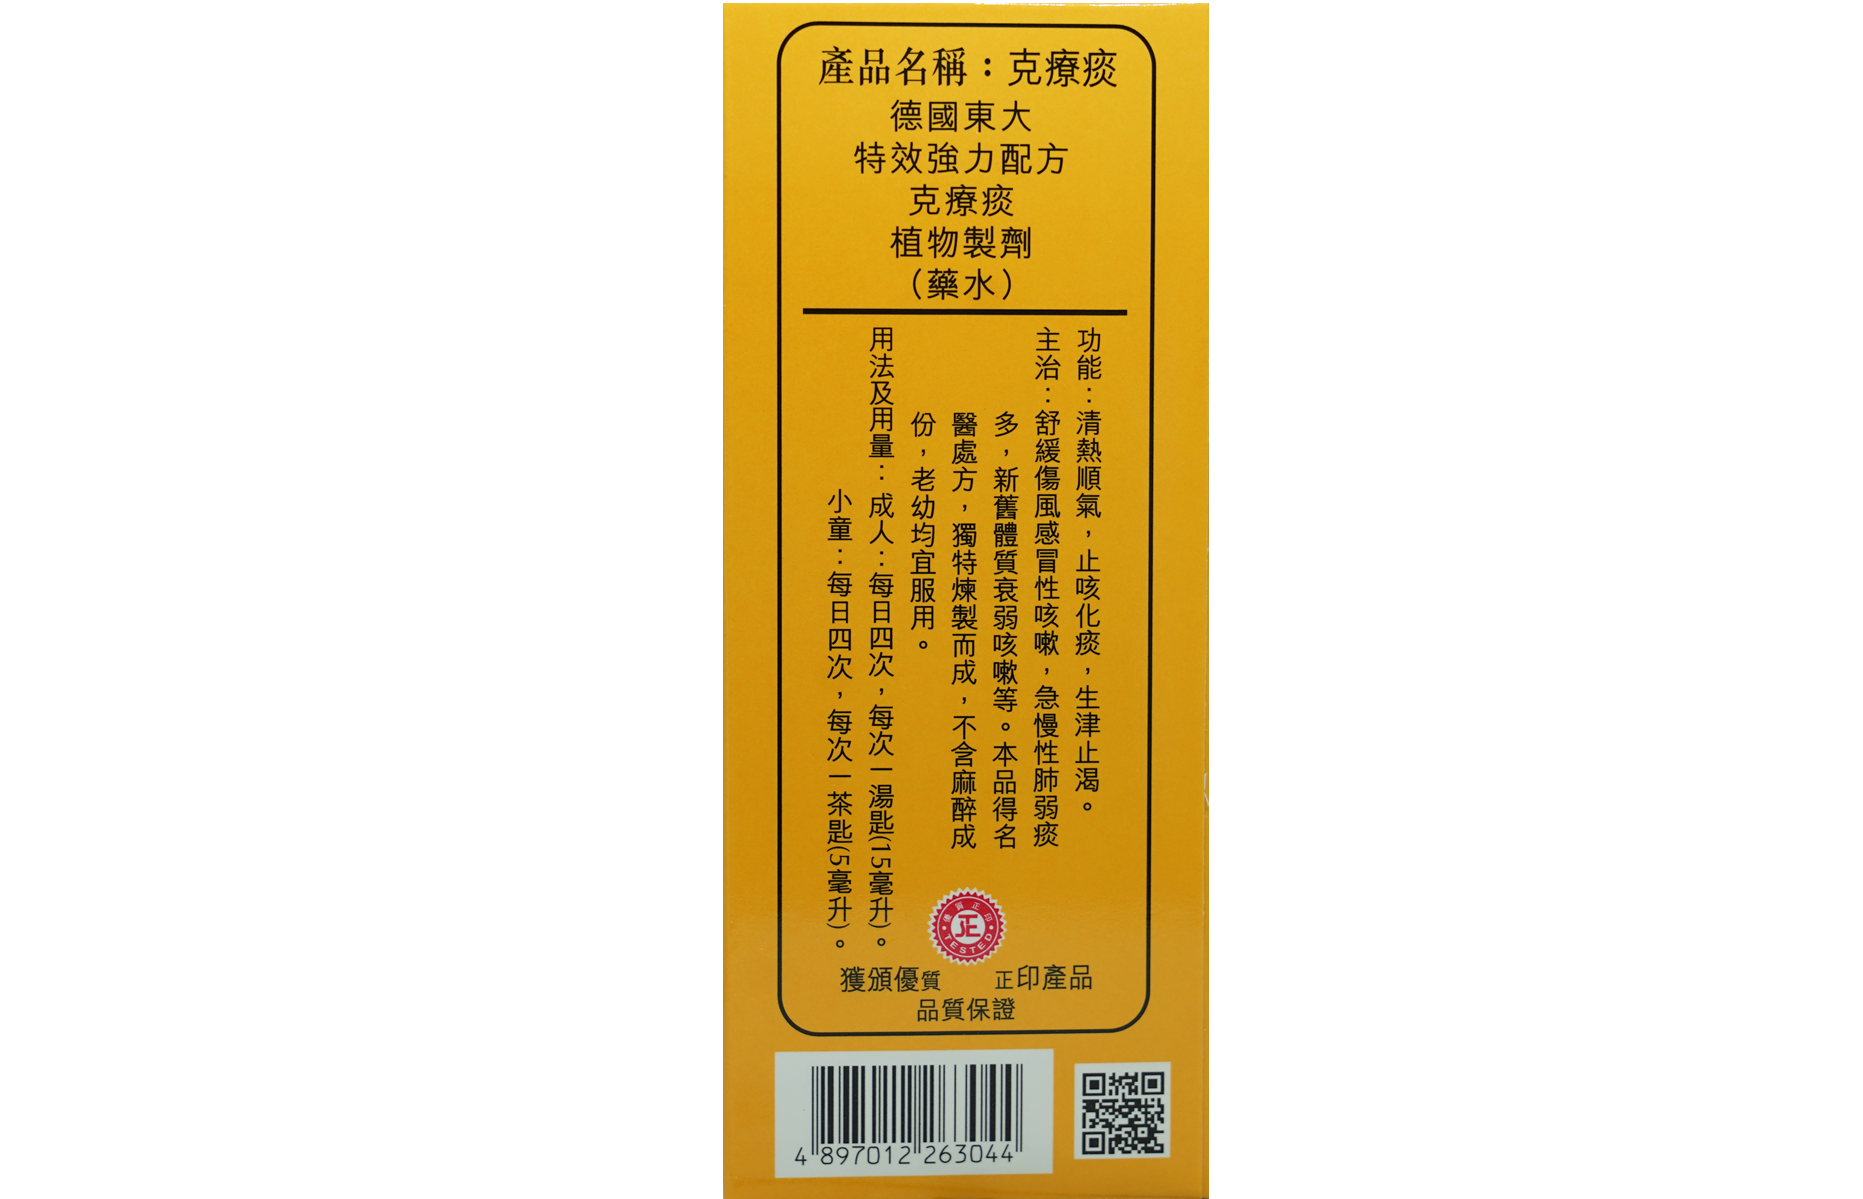 產品名稱：克療痰
德國東大
特效強力配方
克療痰
植物製劑
（藥水）
功能：清熱順氣，止咳化痰，生津止渴。
主治：舒緩傷風感冒性咳嗽，急慢性肺弱痰
多，新舊體質衰弱咳嗽等。本品得名
醫處方，獨特煉製而成，不含麻醉成
份，老幼均宜服用。
用法及用量：成人：每日四次，每次一湯匙(15毫升)。
小童：每日四次，每次一茶匙(5毫升)。
優質正印
正
TESTED
獲頒優質 正印產品
品質保證
4 897012 263044